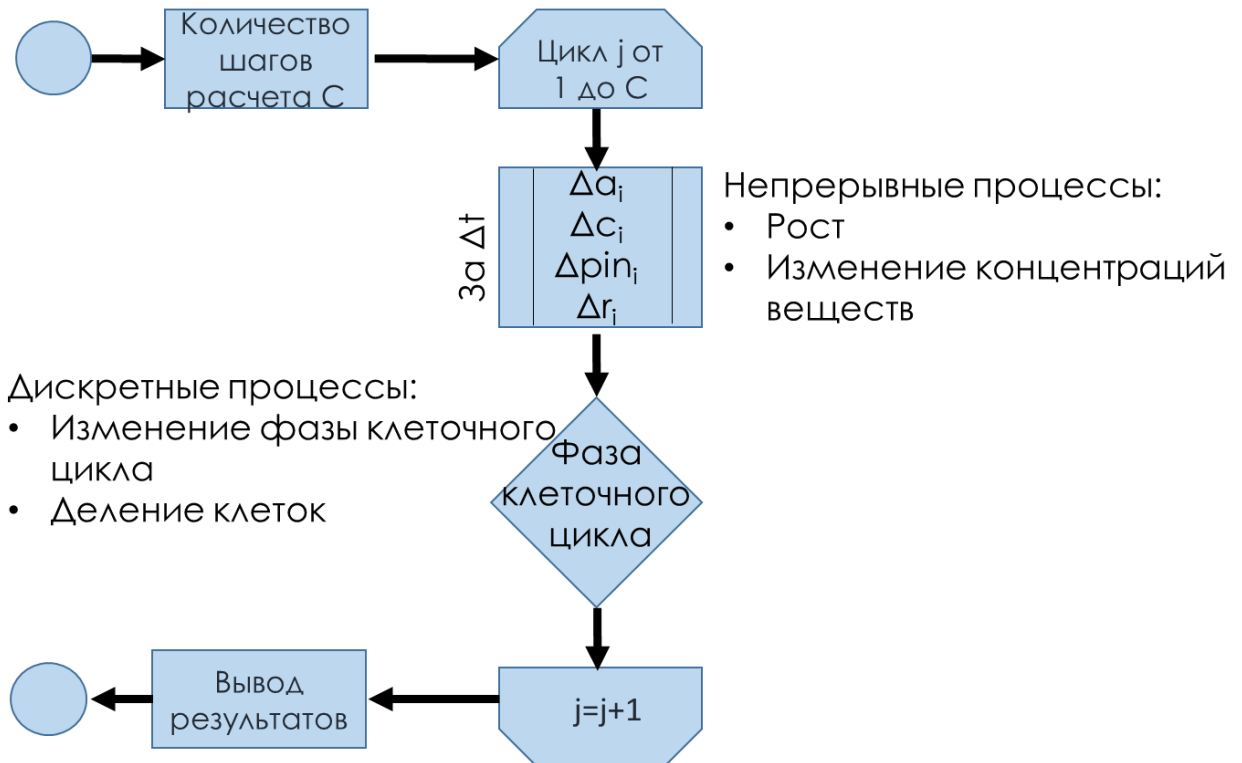 Количество
шагов
расчета С
Цикл j от
1 до С
За Δt
Δaᵢ
Δcᵢ
Δpinᵢ
Δrᵢ
Непрерывные процессы:
• Рост
• Изменение концентраций
веществ
Дискретные процессы:
• Изменение фазы клеточного
цикла
• Деление клеток
Фаза
клеточного
цикла
j=j+1
Вывод
результатов